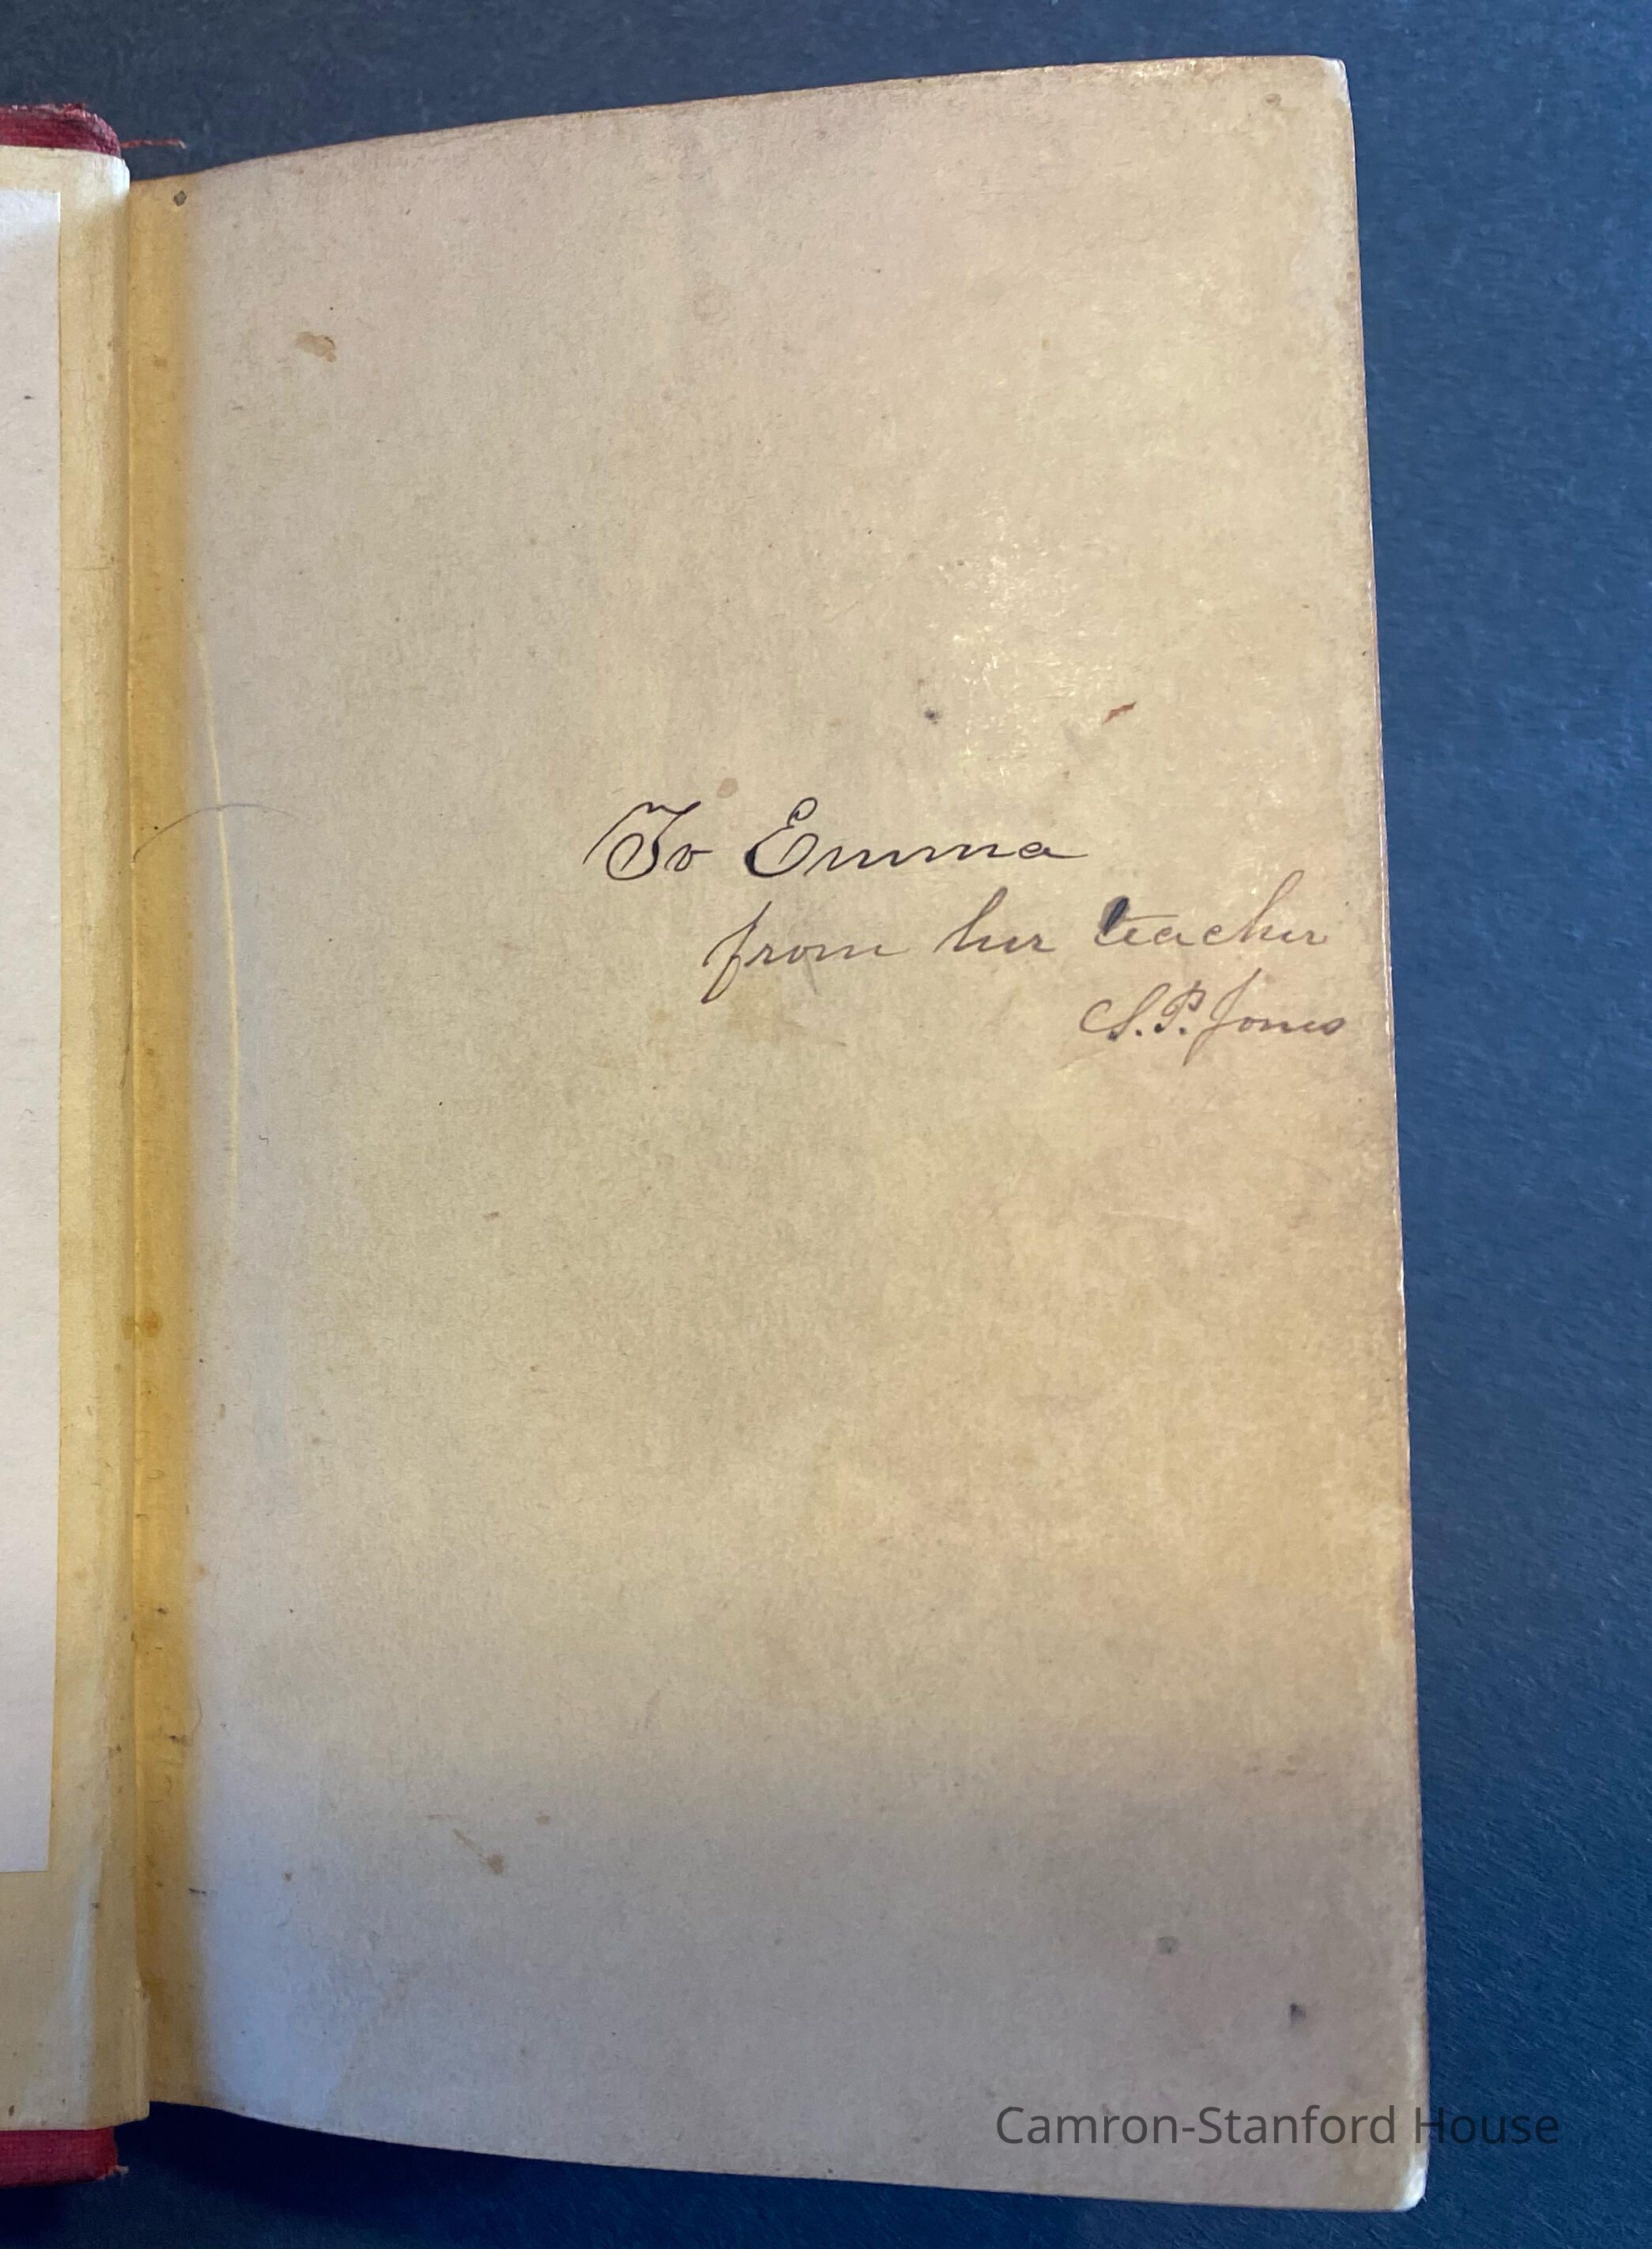 To Emma
from her teacher
S.P. Jones
Camron-Stanford House